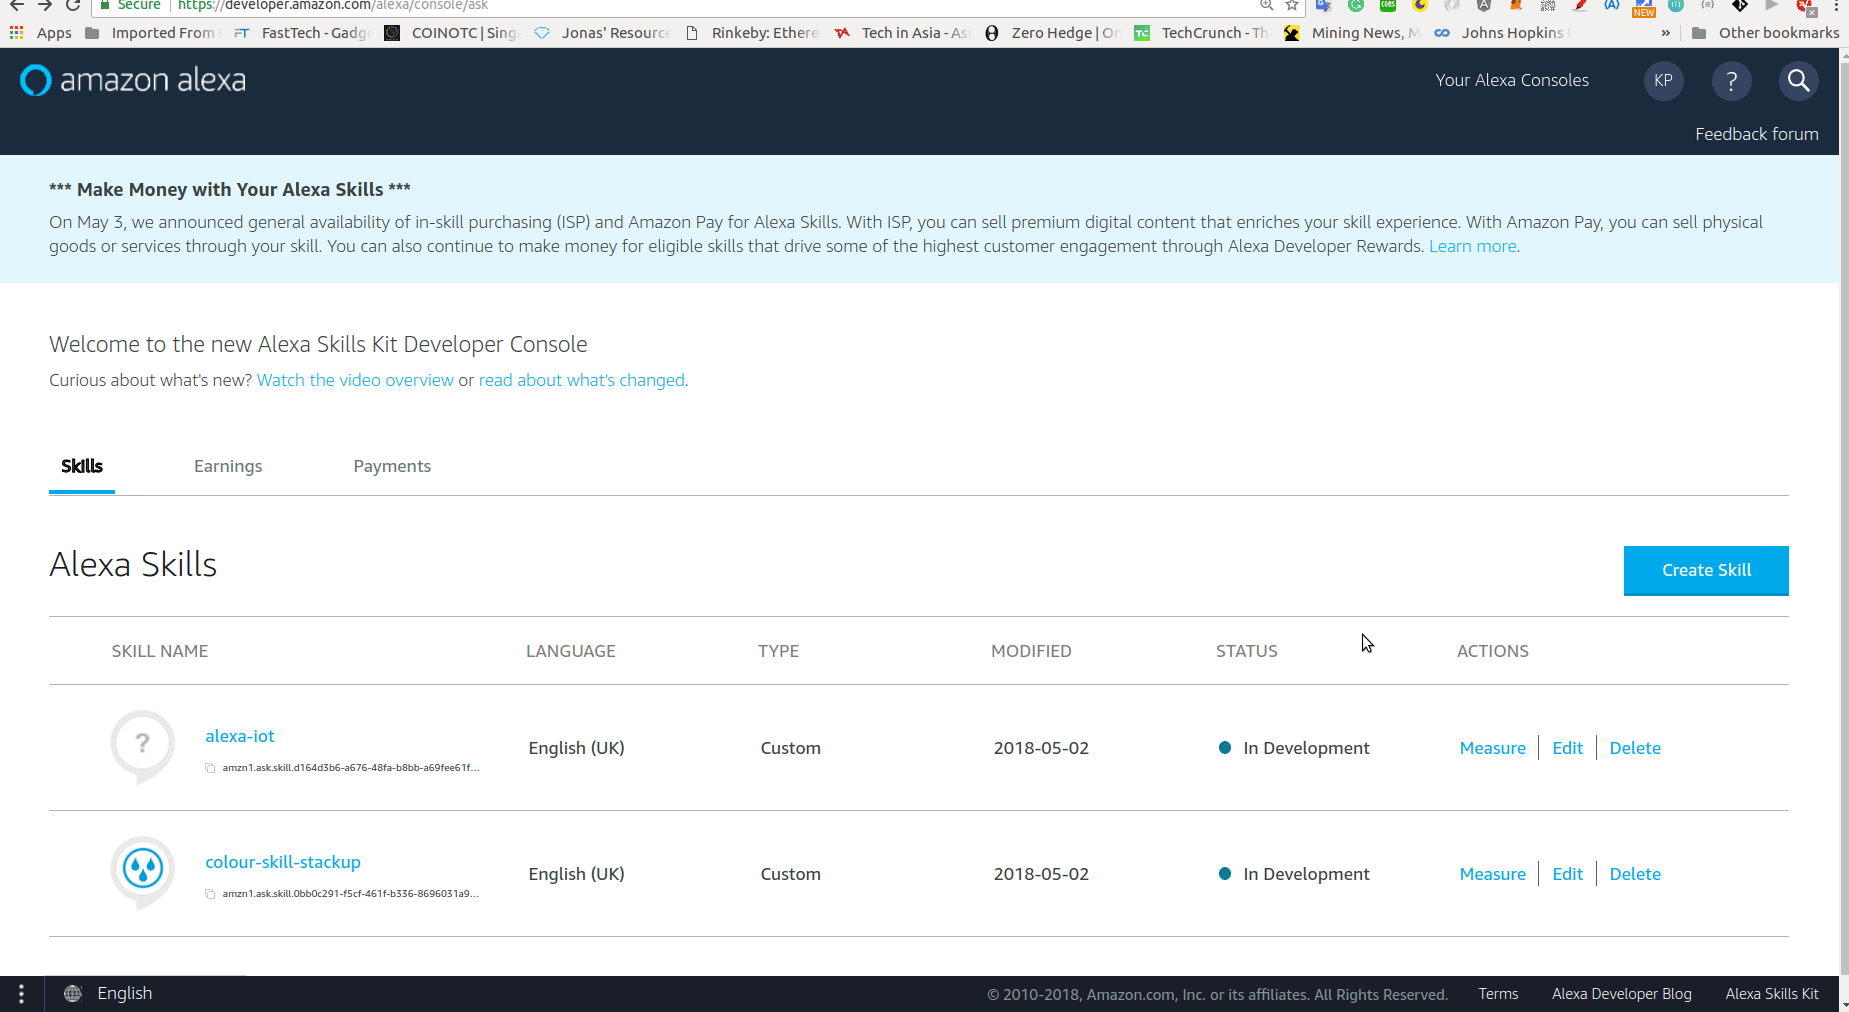 Secure https://developer.amazon.com/alexa/console/ask
Apps Imported From FastTech - Gadg COINOTC | Sing Jonas' Resource Rinkeby: Ethere Tech in Asia - As Zero Hedge | On TechCrunch - Th Mining News, M Johns Hopkins » Other bookmarks
NEW
amazon alexa
Your Alexa Consoles KP ?
Feedback forum
*** Make Money with Your Alexa Skills ***
On May 3, we announced general availability of in-skill purchasing (ISP) and Amazon Pay for Alexa Skills. With ISP, you can sell premium digital content that enriches your skill experience. With Amazon Pay, you can sell physical
goods or services through your skill. You can also continue to make money for eligible skills that drive some of the highest customer engagement through Alexa Developer Rewards. Learn more.
Welcome to the new Alexa Skills Kit Developer Console
Curious about what's new? Watch the video overview or read about what's changed.
Skills Earnings Payments
Alexa Skills
Create Skill
SKILL NAME LANGUAGE TYPE MODIFIED STATUS ACTIONS
? alexa-iot English (UK) Custom 2018-05-02 In Development Measure Edit Delete
amzn1.ask.skill.d164d3b6-a676-48fa-b8bb-a69fee61f...
colour-skill-stackup English (UK) Custom 2018-05-02 In Development Measure Edit Delete
amzn1.ask.skill.0bb0c291-f5cf-461f-b336-8696031a9...
English © 2010-2018, Amazon.com, Inc. or its affiliates. All Rights Reserved. Terms Alexa Developer Blog Alexa Skills Kit